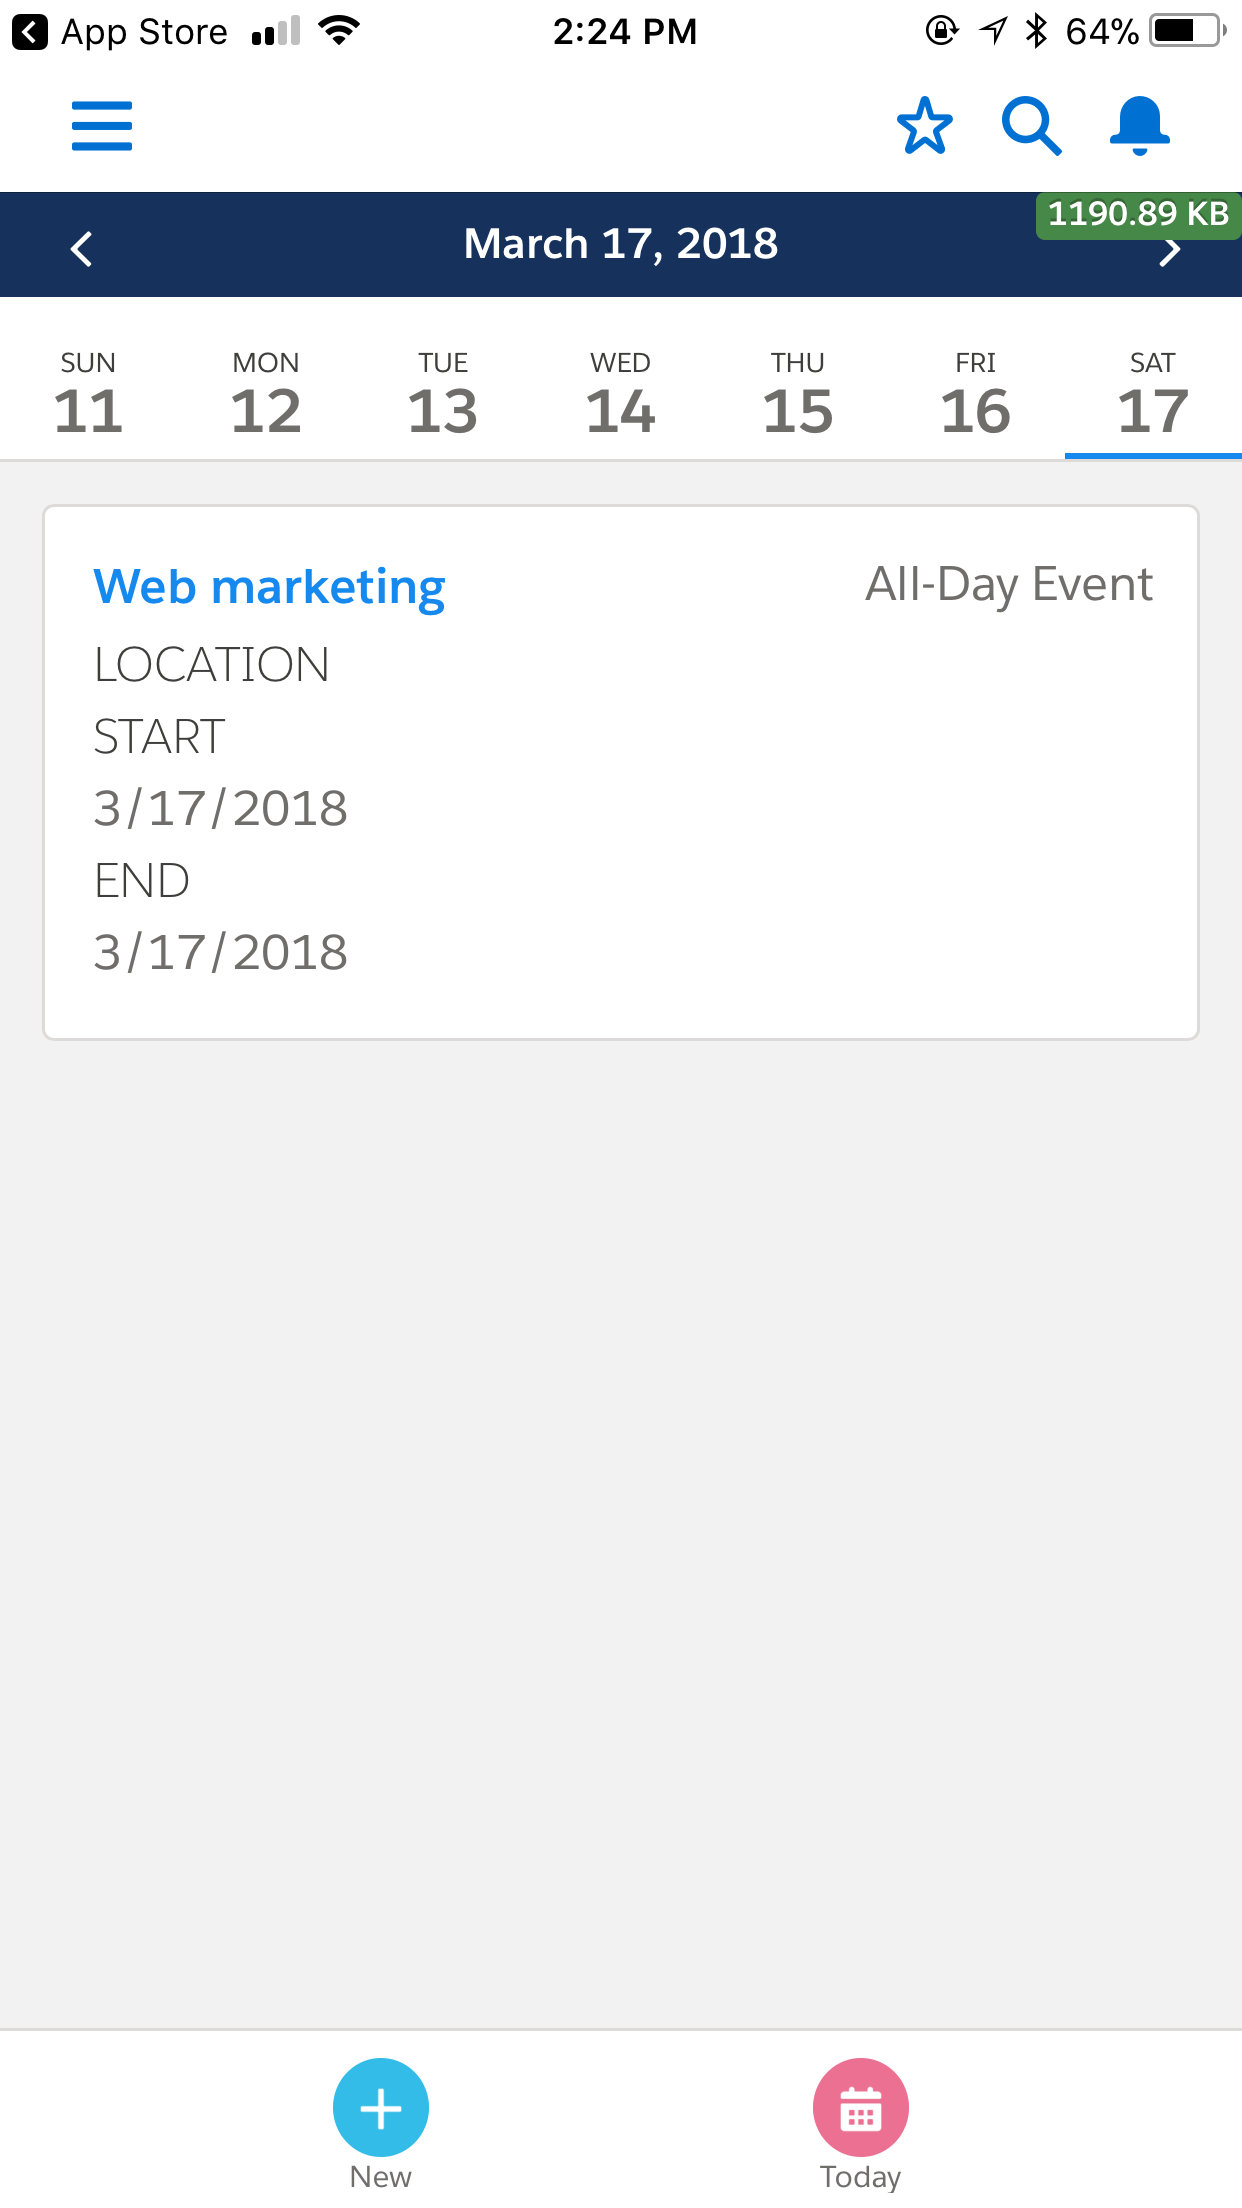 App Store 2:24 PM 64%
1190.89 KB
March 17, 2018
SUN MON TUE WED THU FRI SAT
11 12 13 14 15 16 17
Web marketing All-Day Event
LOCATION
START
3/17/2018
END
3/17/2018
New Today